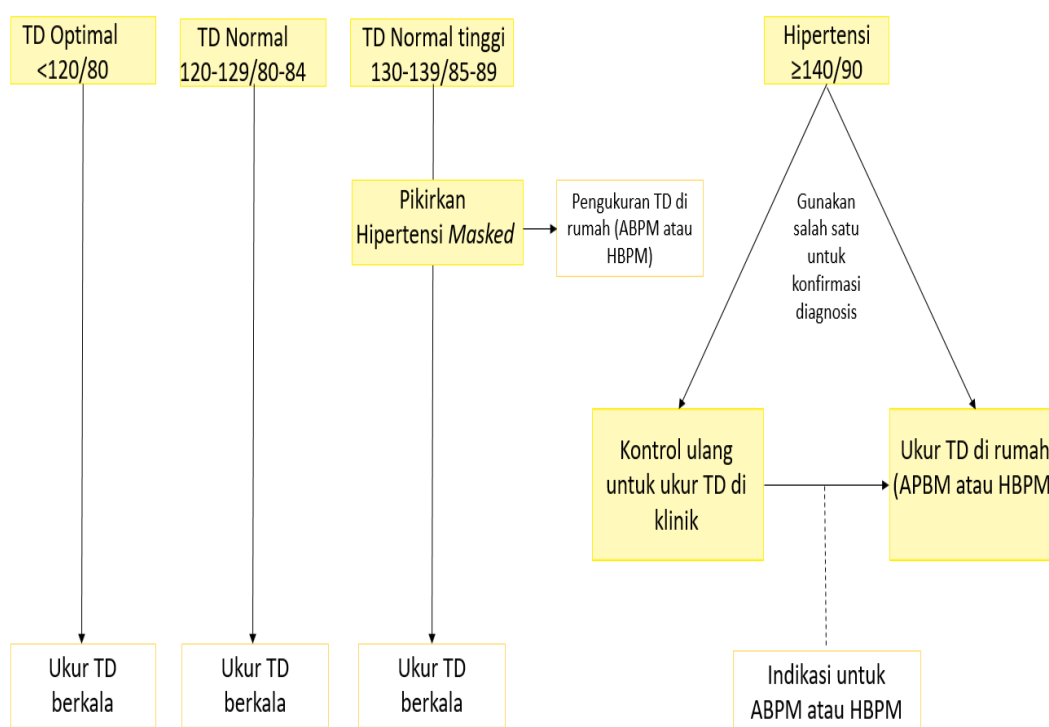 TD Optimal
<120/80
TD Normal
120-129/80-84
TD Normal tinggi
130-139/85-89
Hipertensi
≥140/90
Pikirkan
Hipertensi Masked
Pengukuran TD di
rumah (ABPM atau
HBPM)
Gunakan
salah satu
untuk
konfirmasi
diagnosis
Kontrol ulang
untuk ukur TD di
klinik
Ukur TD di rumah
(APBM atau HBPM
Ukur TD
berkala
Ukur TD
berkala
Ukur TD
berkala
Indikasi untuk
ABPM atau HBPM